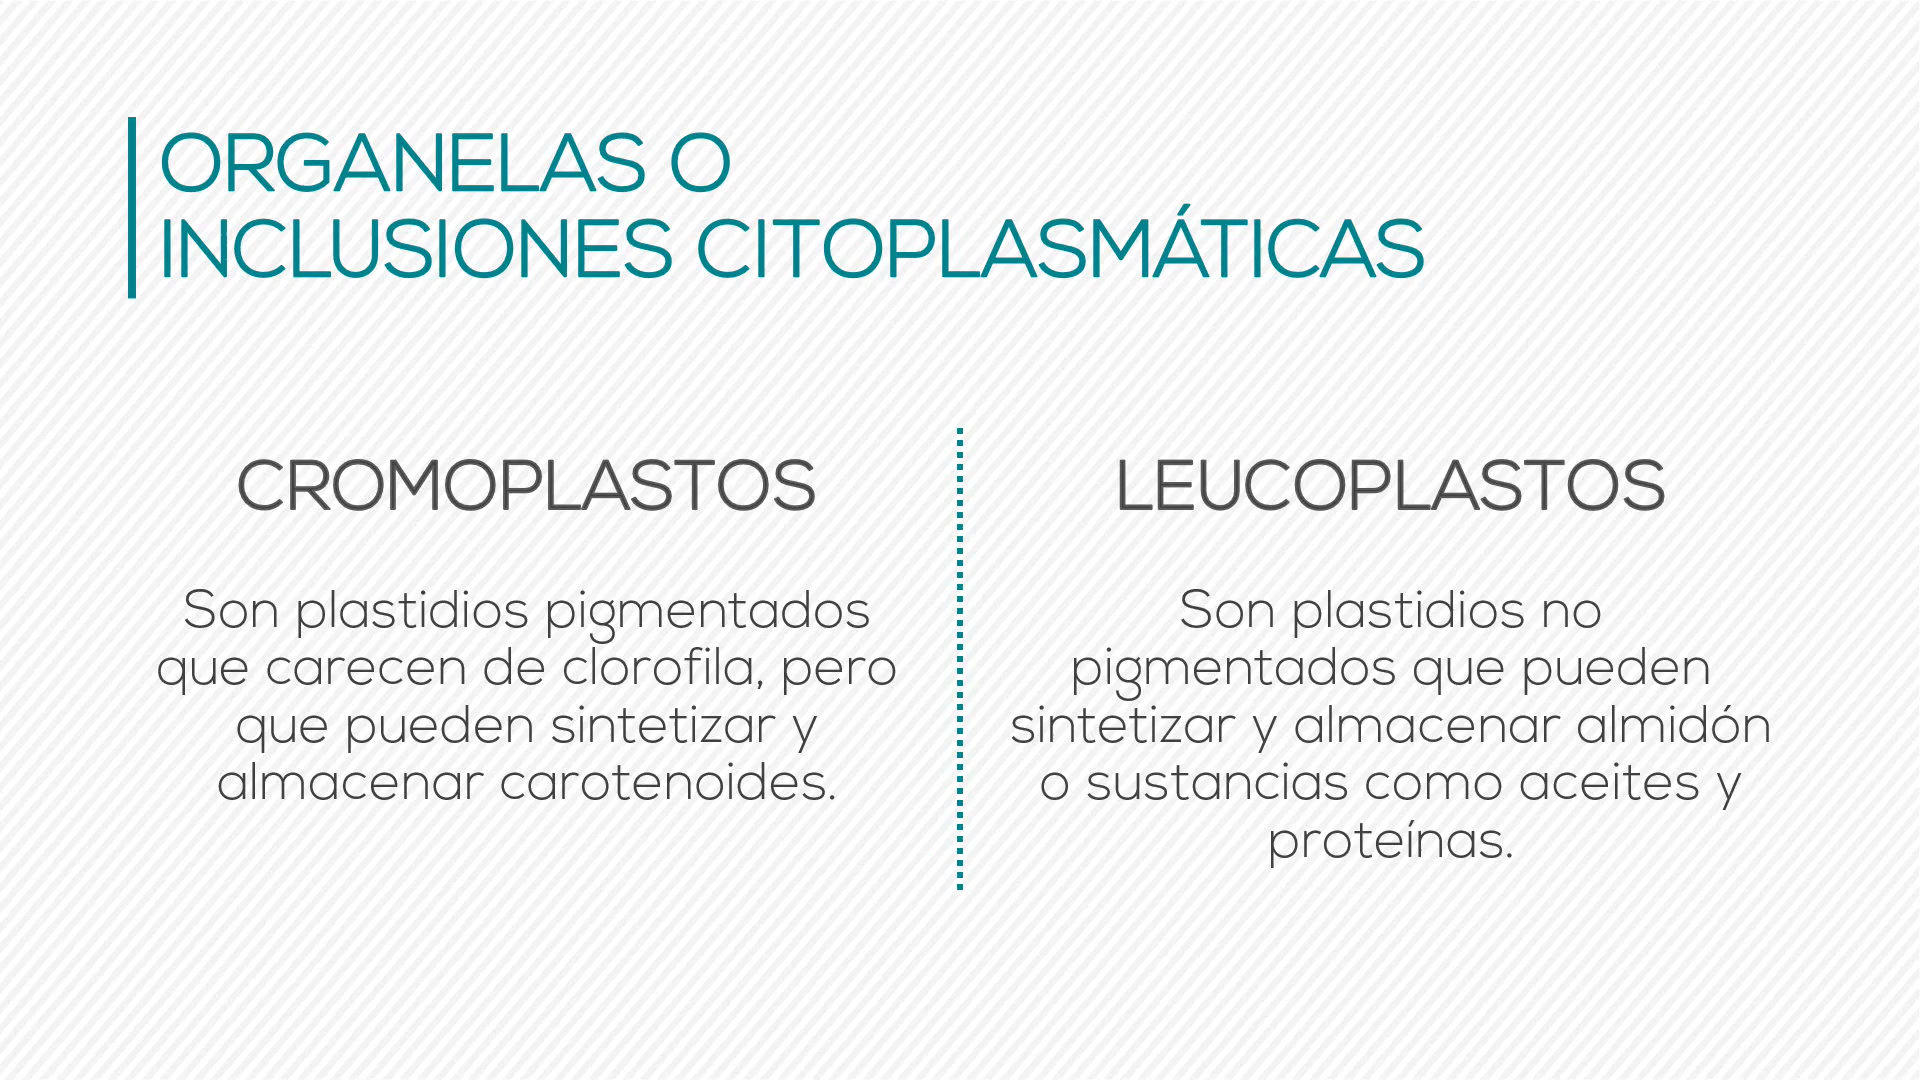 ORGANELAS O
INCLUSIONES CITOPLASMÁTICAS
CROMOPLASTOS
Son plastidios pigmentados
que carecen de clorofila, pero
que pueden sintetizar y
almacenar carotenoides.
LEUCOPLASTOS
Son plastidios no
pigmentados que pueden
sintetizar y almacenar almidón
o sustancias como aceites y
proteínas.